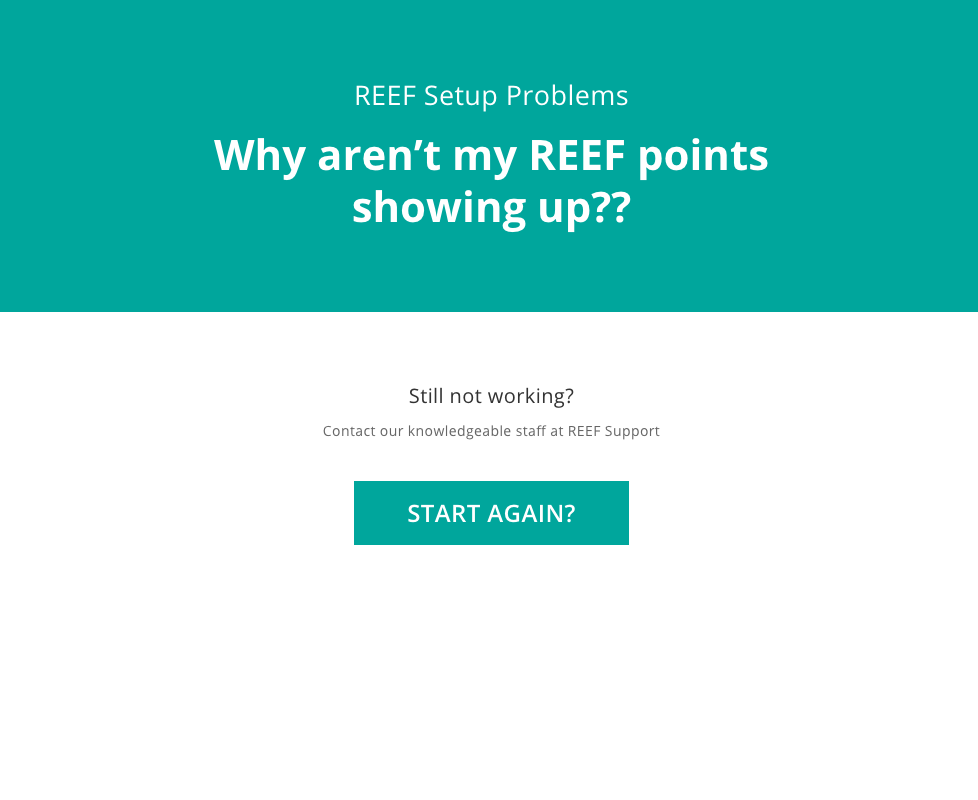 REEF Setup Problems
Why aren’t my REEF points
showing up??
Still not working?
Contact our knowledgeable staff at REEF Support
START AGAIN?